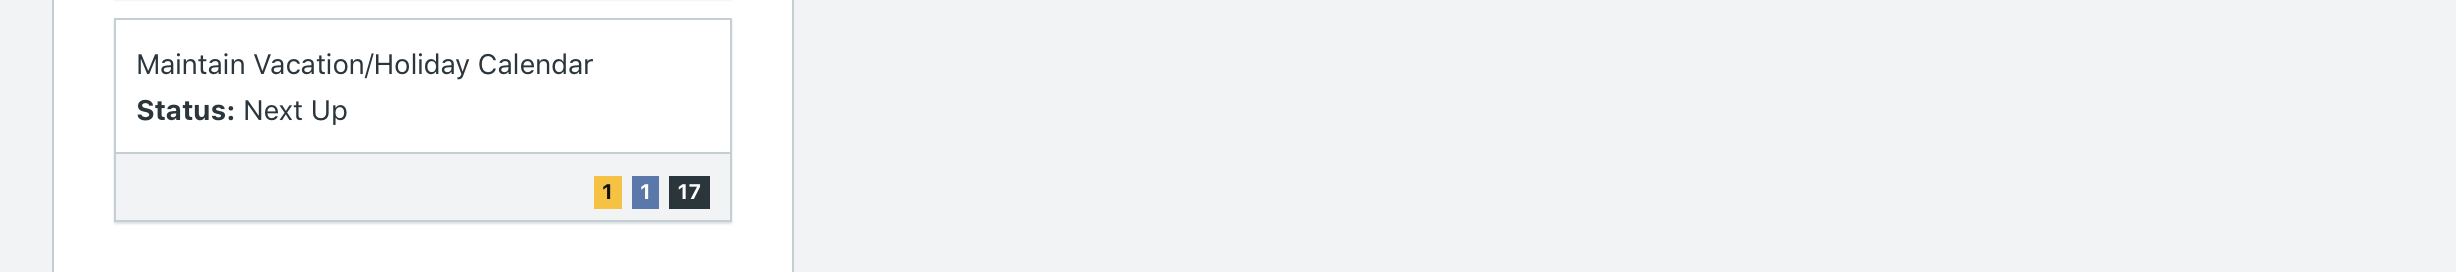 Maintain Vacation/Holiday Calendar
Status: Next Up
1 1 17